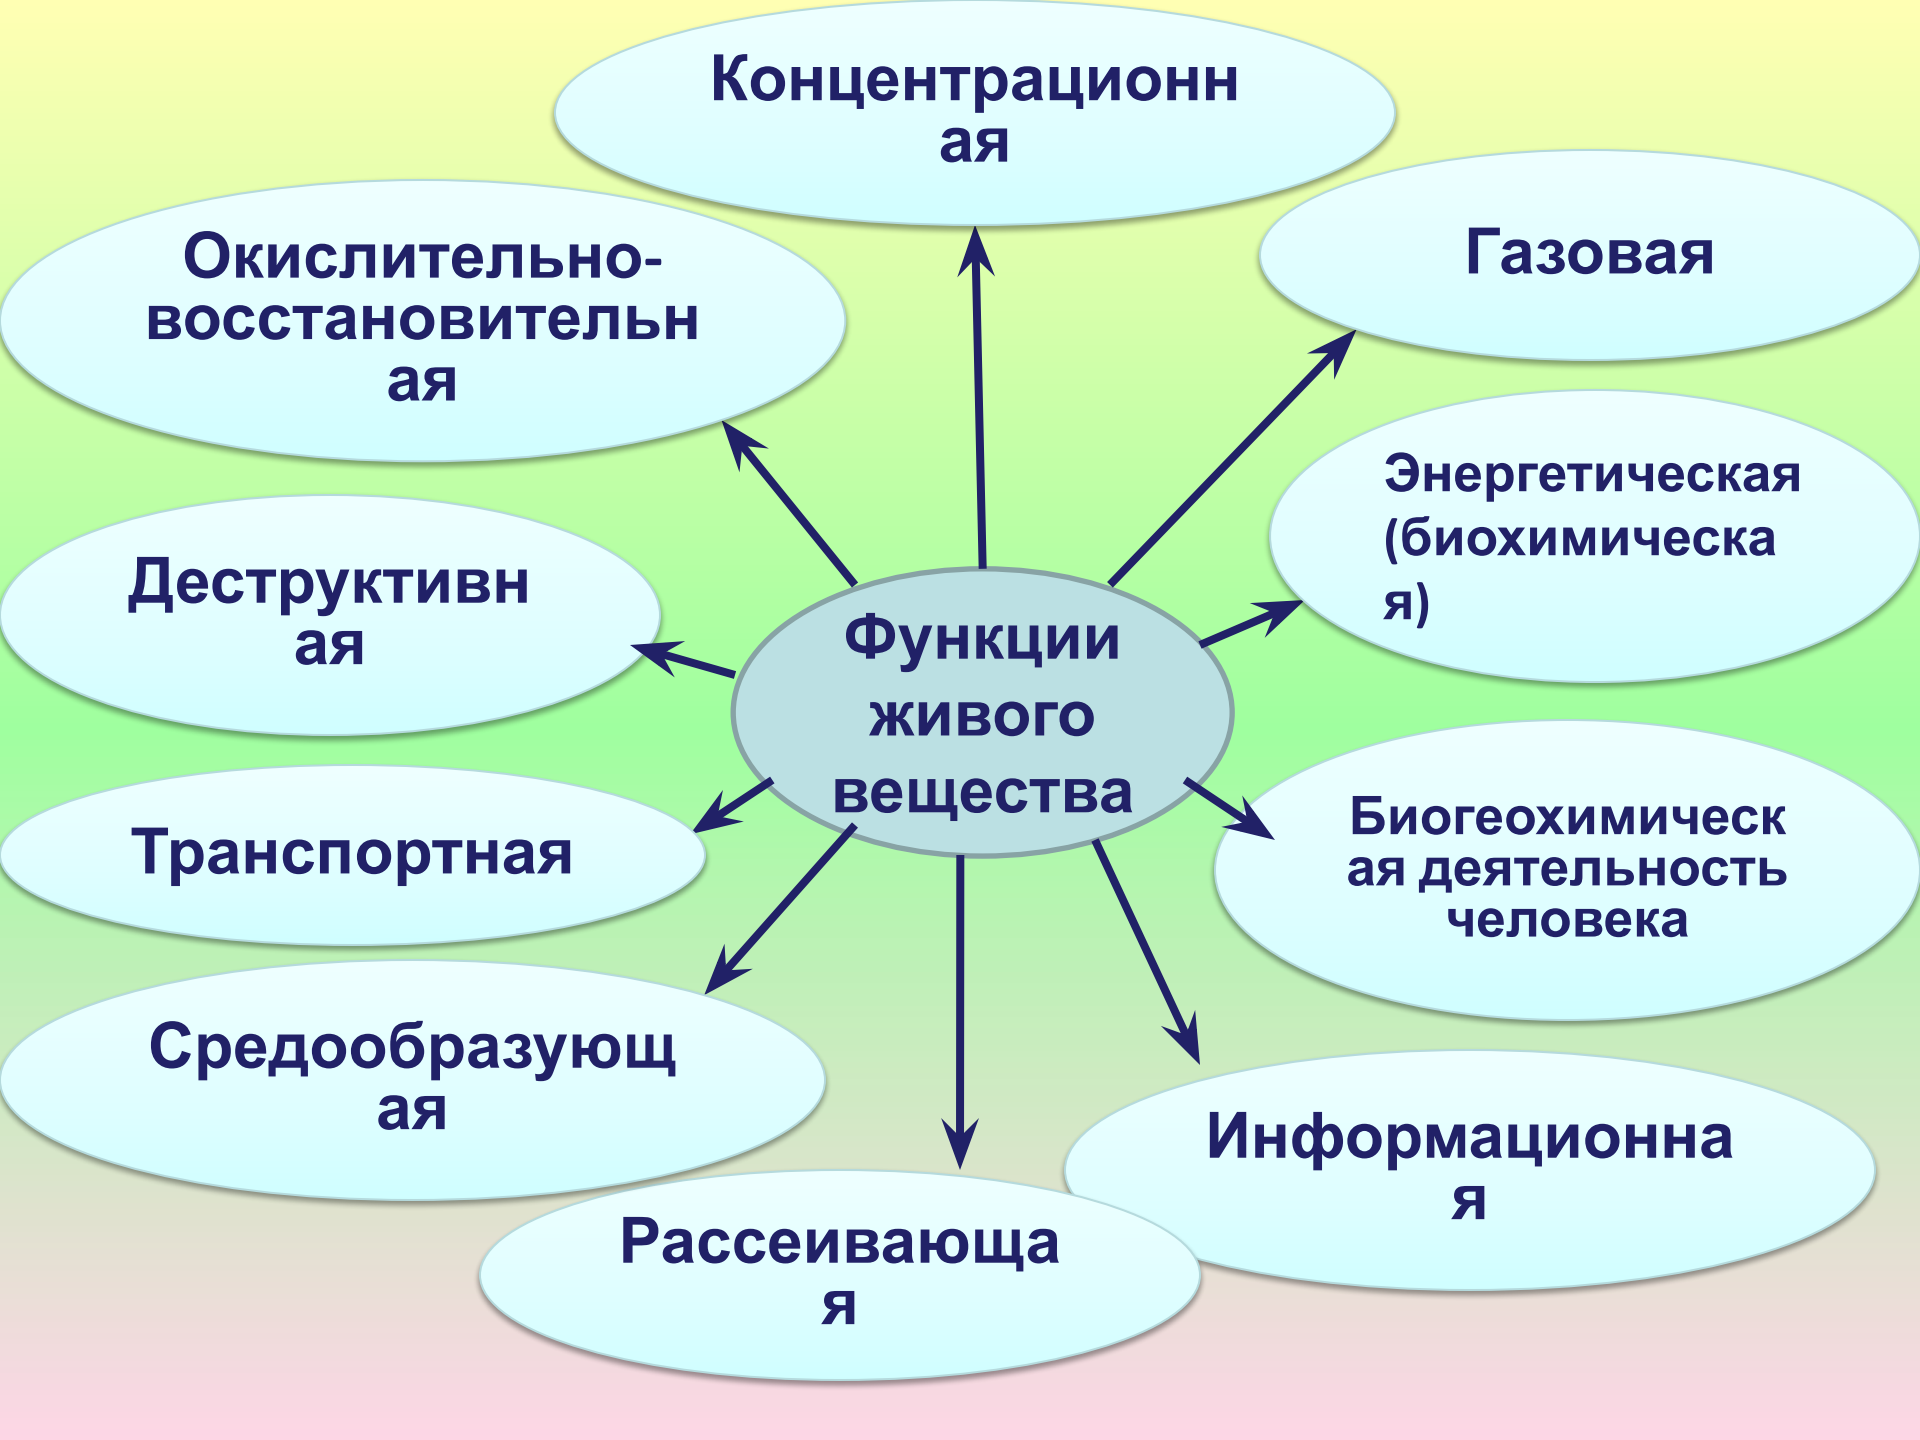 Концентрационн
ая
Газовая
Окислительно-
восстановительн
ая
Энергетическая
(биохимическа
я)
Деструктивн
ая
Функции
живого
вещества
Биогеохимическ
ая деятельность
человека
Транспортная
Средообразующ
ая
Информационна
я
Рассеивающа
я